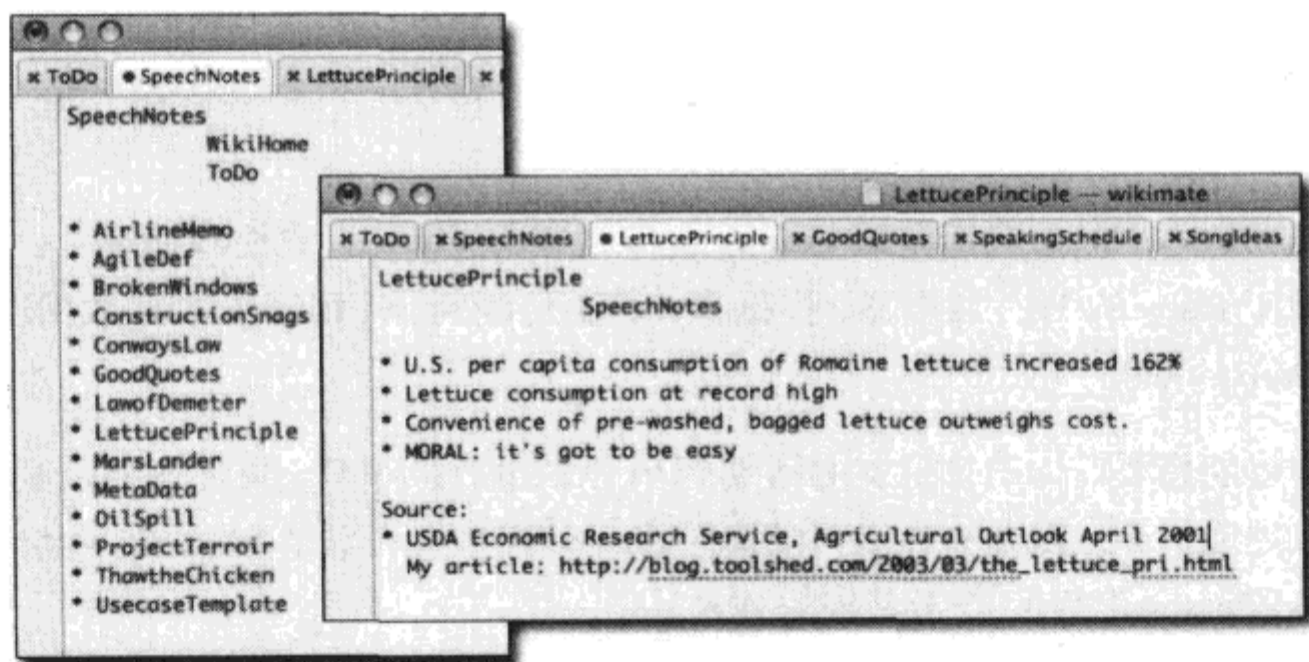 ToDo SpeechNotes LettucePrinciple
SpeechNotes
WikiHome
ToDo
* AirlineMemo
* AgileDef
* BrokenWindows
* ConstructionSnags
* ConwaysLaw
* GoodQuotes
* LawofDemeter
* LettucePrinciple
* MarsLander
* MetaData
* OilSpill
* ProjectTerroir
* ThawtheChicken
* UsecaseTemplate
LettucePrinciple — wikimate
ToDo SpeechNotes LettucePrinciple GoodQuotes SpeakingSchedule SongIdeas
LettucePrinciple
SpeechNotes
* U.S. per capita consumption of Romaine lettuce increased 162%
* Lettuce consumption at record high
* Convenience of pre-washed, bagged lettuce outweighs cost.
* MORAL: it's got to be easy
Source:
* USDA Economic Research Service, Agricultural Outlook April 2001
My article: http://blog.toolshed.com/2003/03/the_lettuce_pri.html